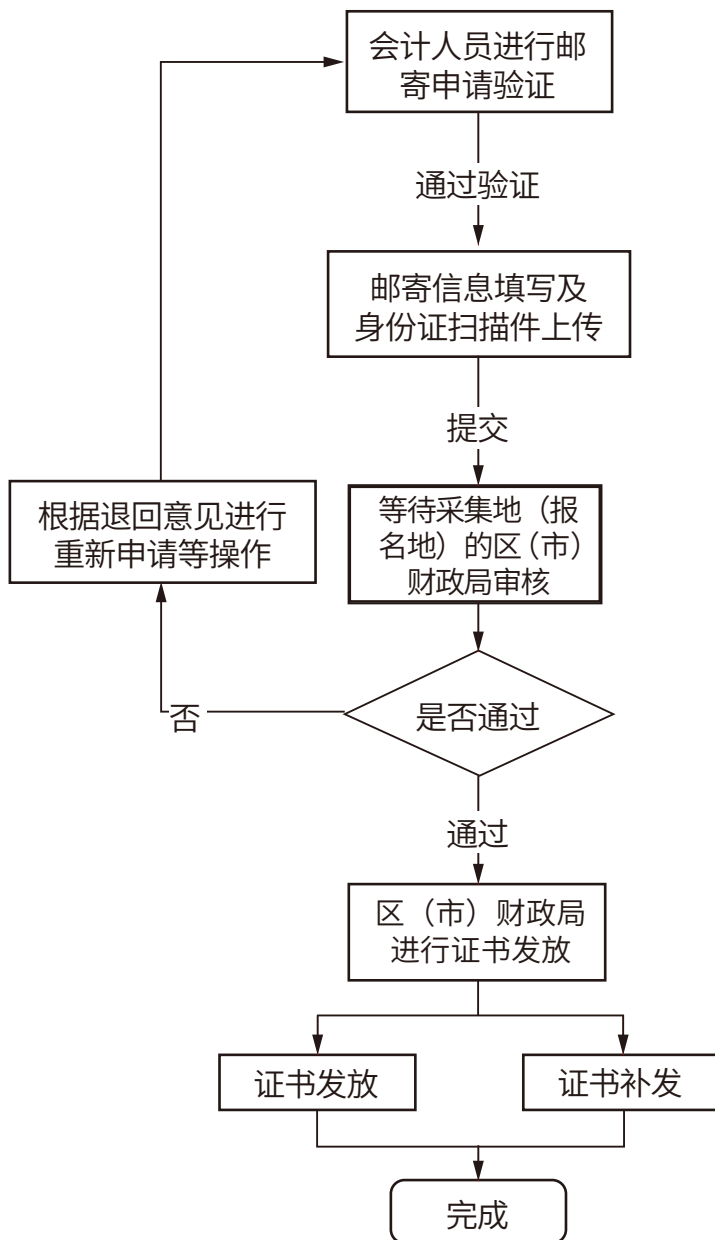 会计人员进行邮
寄申请验证
通过验证
邮寄信息填写及
身份证扫描件上传
提交
根据退回意见进行
重新申请等操作
等待采集地（报
名地）的区（市）
财政局审核
否
是否通过
通过
区（市）财政局
进行证书发放
证书发放
证书补发
完成